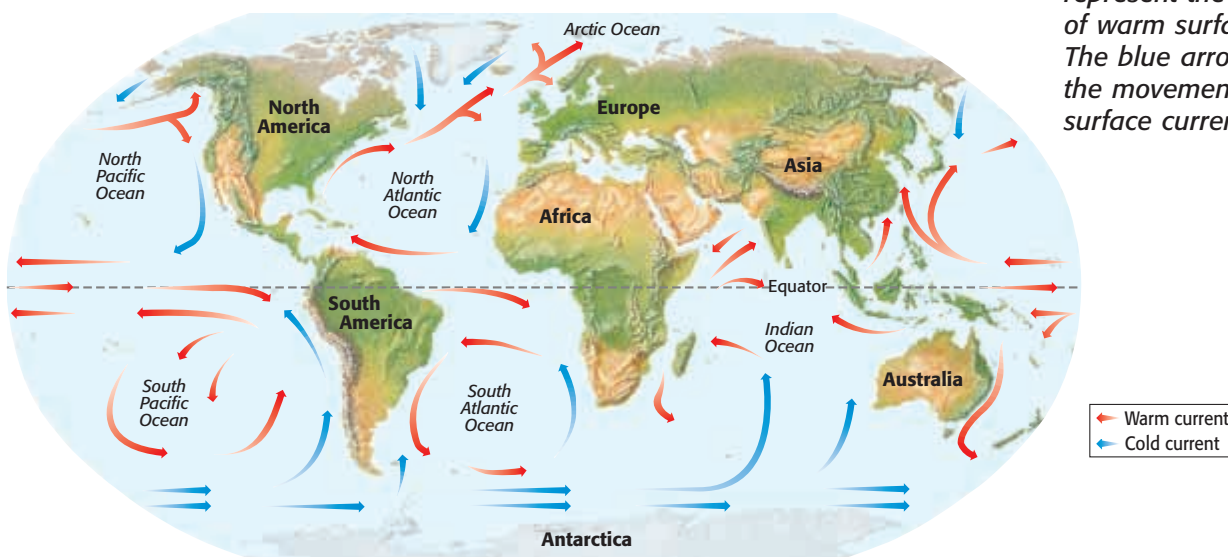 represent the
of warm surfa
The blue arro
the movemen
surface curren
Arctic Ocean
North
America
Europe
Asia
North
Pacific
Ocean
North
Atlantic
Ocean
Africa
Equator
South
America
Indian
Ocean
South
Pacific
Ocean
South
Atlantic
Ocean
Australia
Warm current
Cold current
Antarctica